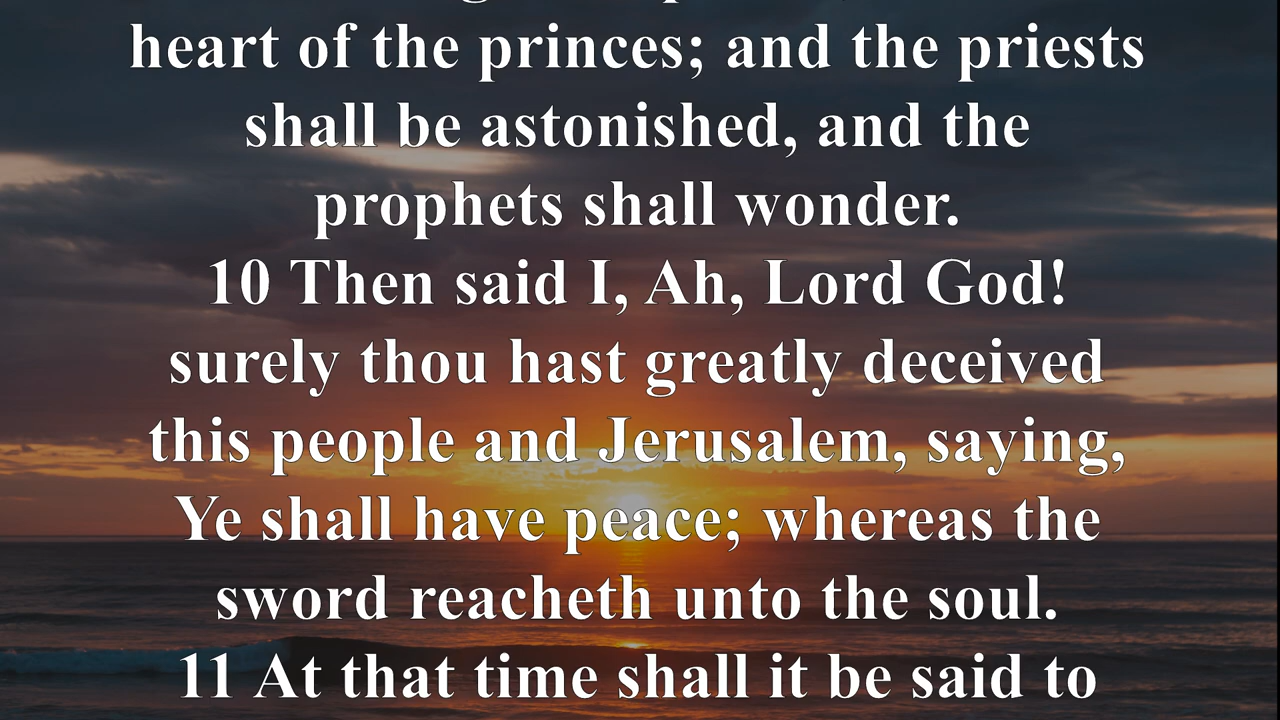 heart of the princes; and the priests
shall be astonished, and the
prophets shall wonder.
10 Then said I, Ah, Lord God!
surely thou hast greatly deceived
this people and Jerusalem, saying,
Ye shall have peace; whereas the
sword reacheth unto the soul.
11 At that time shall it be said to